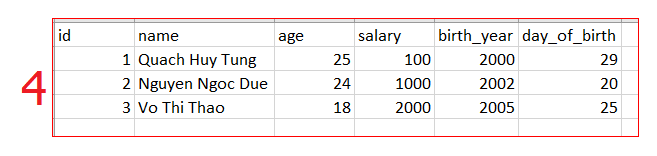 id name age salary birth_year day_of_birth
1 Quach Huy Tung 25 100 2000 29
2 Nguyen Ngoc Due 24 1000 2002 20
3 Vo Thi Thao 18 2000 2005 25
4